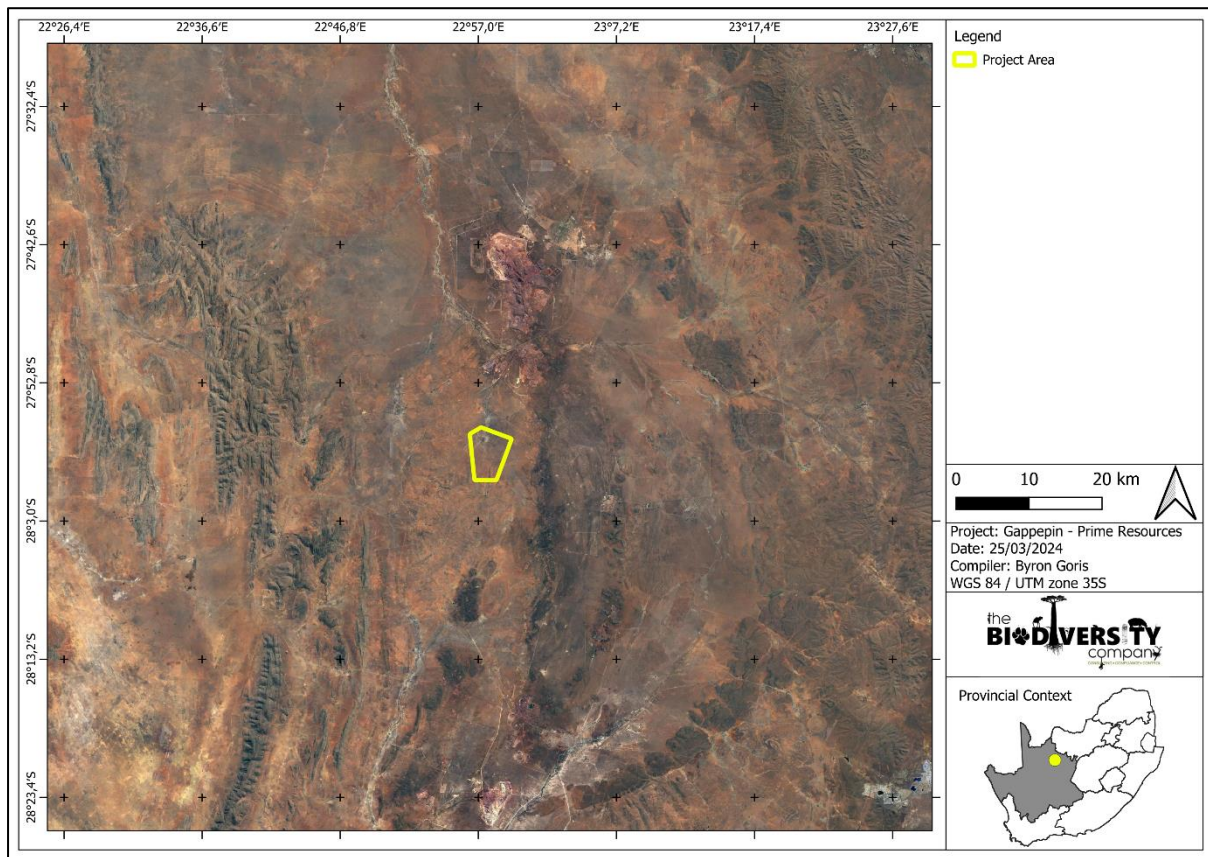 22°26,4'E 22°36,6'E 22°46,8'E 22°57,0'E 23°7,2'E 23°17,4'E 23°27,6'E
27°32,4'S
27°42,6'S
27°52,8'S
28°3,0'S
28°13,2'S
28°23,4'S
Legend
Project Area
0 10 20 km
Project: Gappepin - Prime Resources
Date: 25/03/2024
Compiler: Byron Goris
WGS 84 / UTM zone 35S
the
BIODIVERSITY
company
Provincial Context